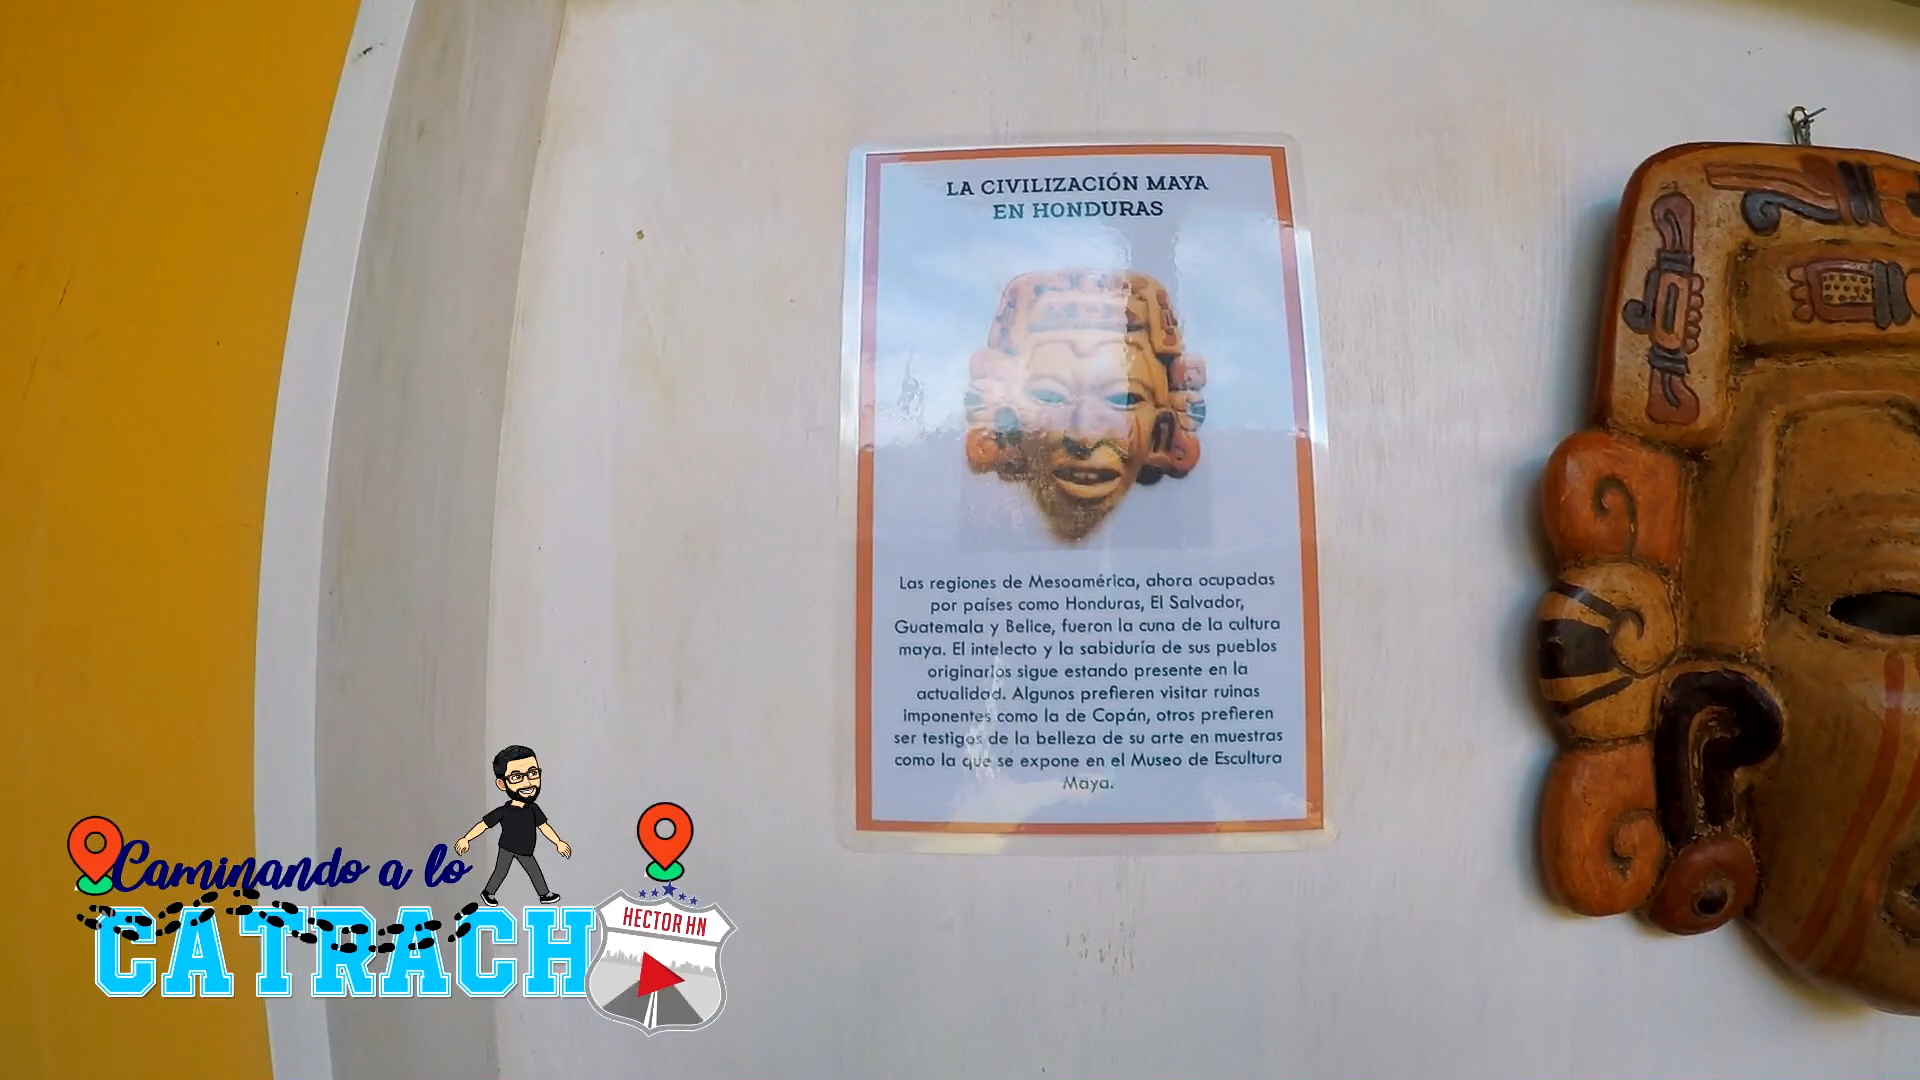 LA CIVILIZACIÓN MAYA
EN HONDURAS
Las regiones de Mesoamérica, ahora ocupadas
por países como Honduras, El Salvador,
Guatemala y Belice, fueron la cuna de la cultura
maya. El intelecto y la sabiduría de sus pueblos
originarios sigue estando presente en la
actualidad. Algunos prefieren visitar ruinas
imponentes como la de Copán, otros prefieren
ser testigos de la belleza de su arte en muestras
como la que se expone en el Museo de Escultura
Maya.
Caminando a lo
CATRACH
HECTOR HN